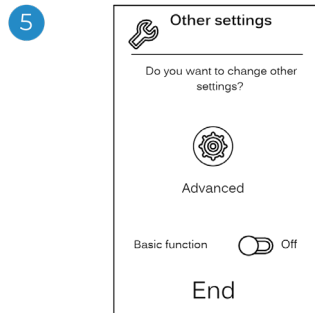 5
Other settings
Do you want to change other
settings?
Advanced
Basic function Off
End